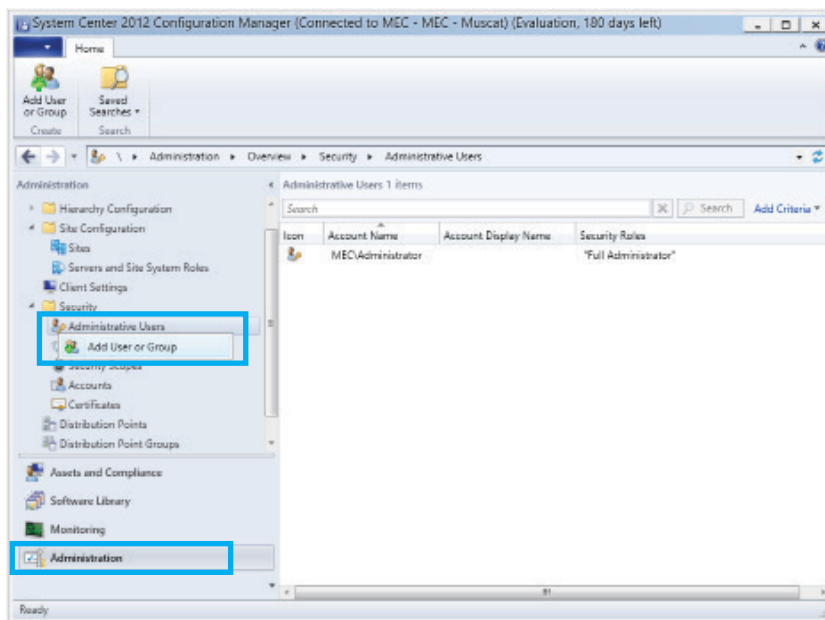 System Center 2012 Configuration Manager (Connected to MEC - MEC - Muscat) (Evaluation, 180 days left)
Home
Add User or Group
Saved Searches
Create
Search
\ Administration Overview Security Administrative Users
Administration
Hierarchy Configuration
Site Configuration
Sites
Servers and Site System Roles
Client Settings
Security
Administrative Users
Add User or Group
Security Scopes
Accounts
Certificates
Distribution Points
Distribution Point Groups
Assets and Compliance
Software Library
Monitoring
Administration
Administrative Users 1 items
Search
Search
Add Criteria
Icon Account Name Account Display Name Security Roles
MEC\Administrator "Full Administrator"
Ready